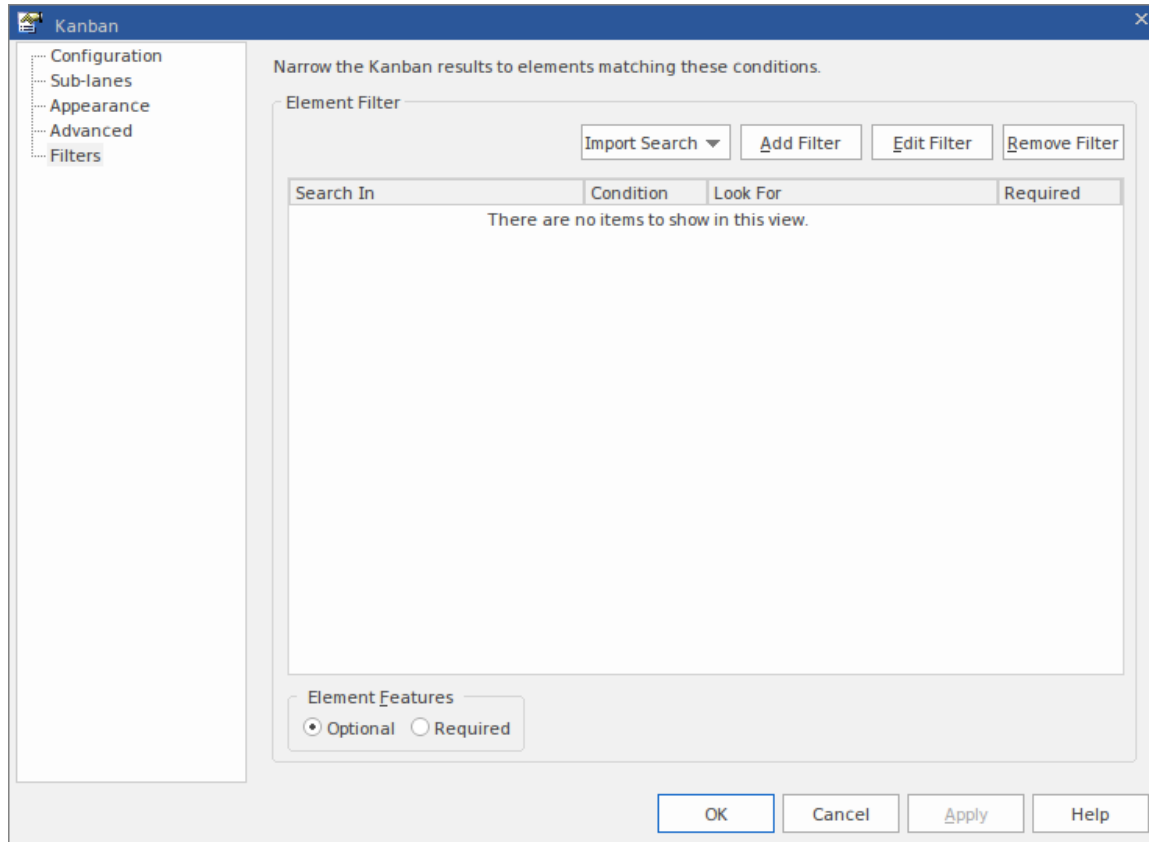 Kanban
Configuration
Sub-lanes
Appearance
Advanced
Filters
Narrow the Kanban results to elements matching these conditions.
Element Filter
Import Search Add Filter Edit Filter Remove Filter
Search In Condition Look For Required
There are no items to show in this view.
Element Features
Optional Required
OK Cancel Apply Help